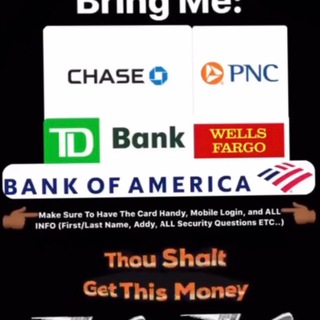 Bring Me:
CHASE
PNC
TD Bank
WELLS
FARGO
BANK OF AMERICA
Make Sure To Have The Card Handy, Mobile Login, and ALL
INFO (First/Last Name, Addy, ALL Security Questions ETC..)
Thou Shalt
Get This Money